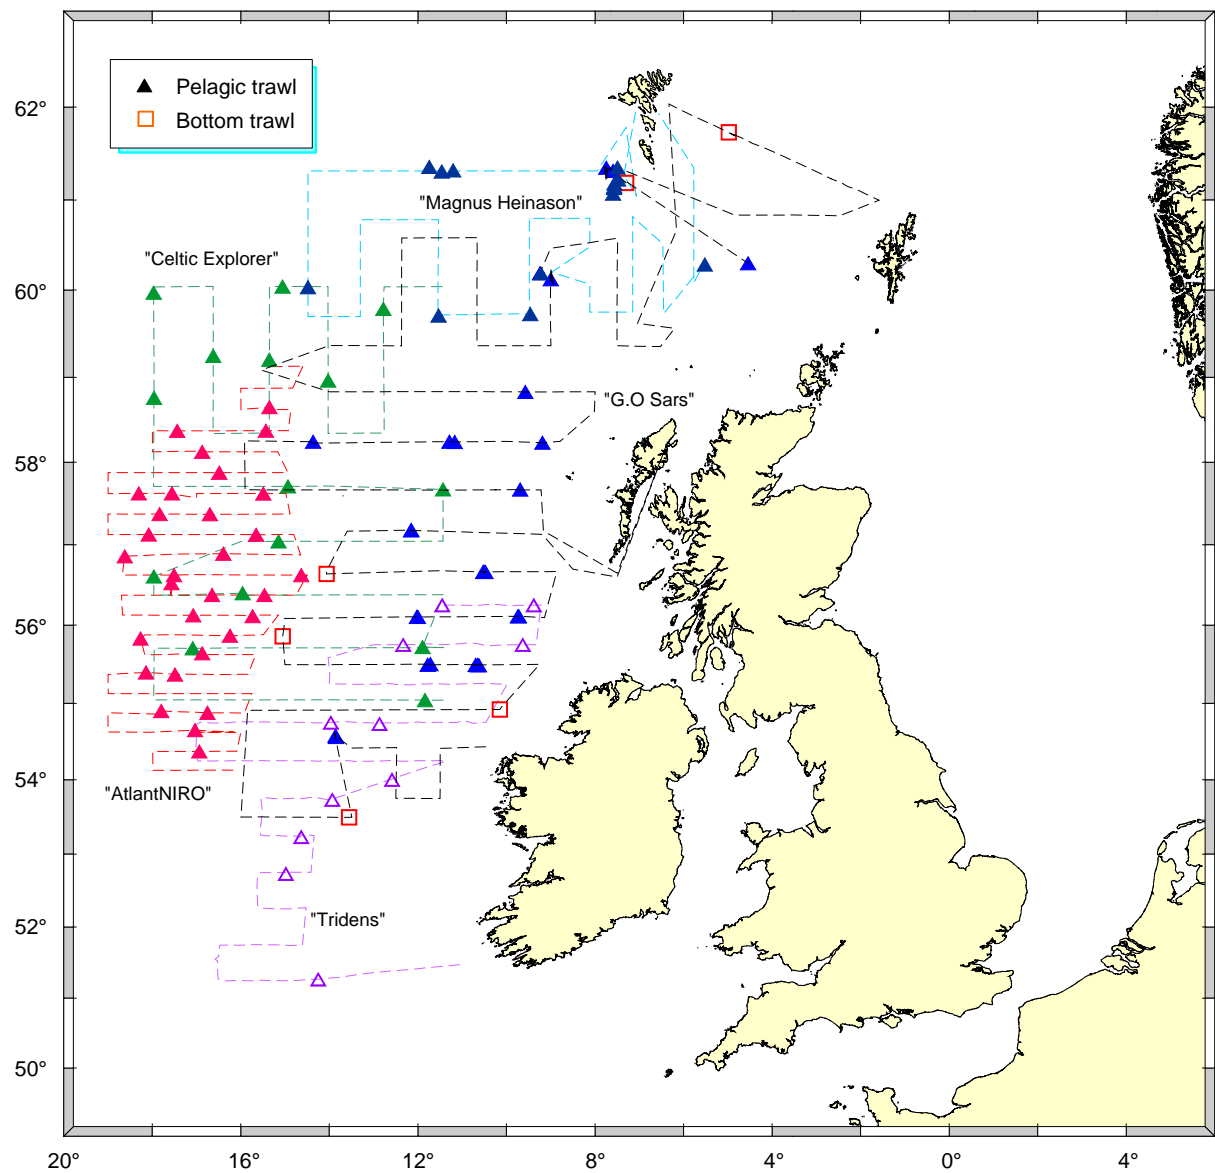 Pelagic trawl
Bottom trawl
62°
"Magnus Heinason"
"Celtic Explorer"
60°
"G.O Sars"
58°
56°
54°
"AtlantNIRO"
52°
"Tridens"
50°
20° 16° 12° 8° 4° 0° 4°